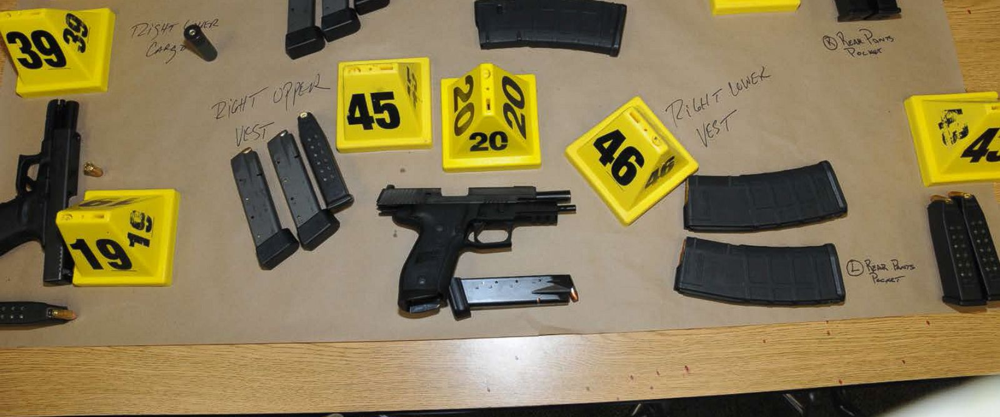 39
39
RIGHT LOWER
CARGO
RIGHT UPPER
VEST
45
45
20
20
20
46
46
RIGHT LOWER
VEST
R REAR PANTS
POCKET
43
19
19
19
L REAR PANTS
POCKET